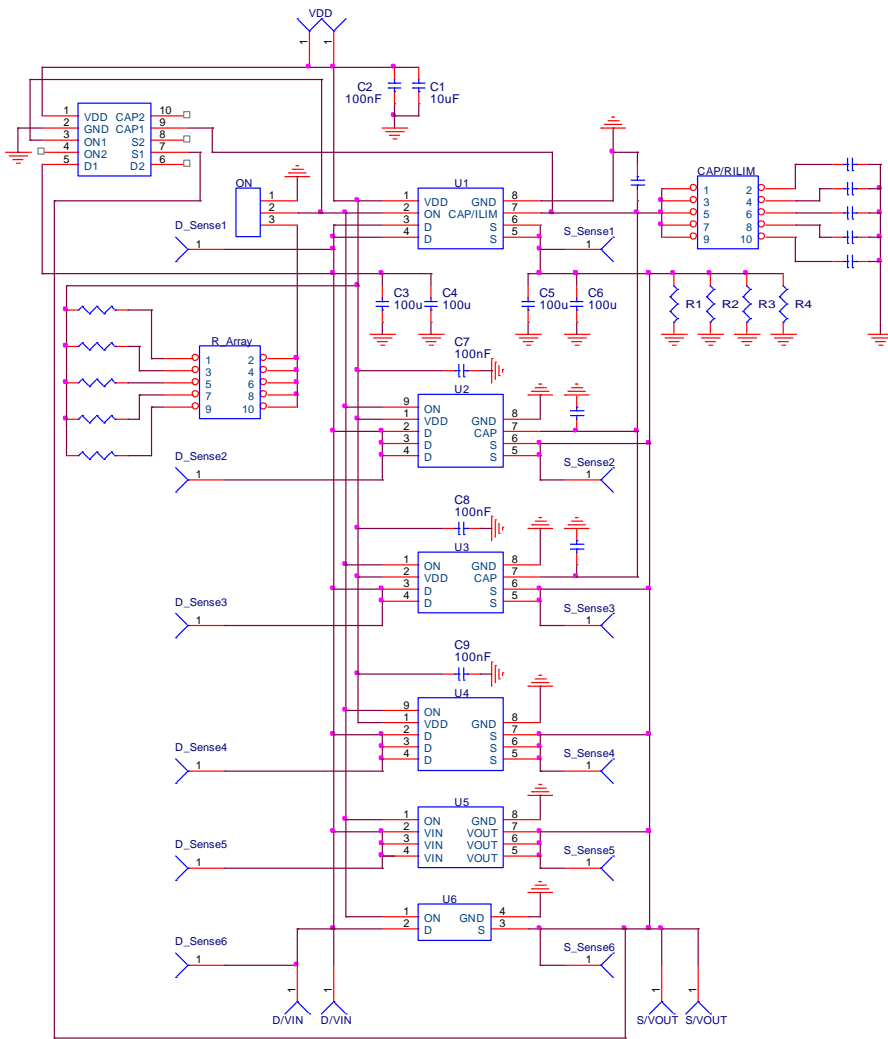 VDD
1 1
C2
100nF
C1
10uF
1 VDD CAP2 10
2 GND CAP1 9
3 ON1 S2 8
4 ON2 S1 7
5 D1 D2 6
ON
1
2
3
U1
1 VDD GND 8
2 ON CAP/ILIM 7
3 D S 6
4 D S 5
CAP/RILIM
1 2
3 4
5 6
7 8
9 10
D_Sense1
1
S_Sense1
1
C3
100u
C4
100u
C5
100u
C6
100u
R1 R2 R3 R4
R_Array
1 2
3 4
5 6
7 8
9 10
C7
100nF
U2
9 ON
1 VDD GND 8
2 D CAP 7
3 D S 6
4 D S 5
D_Sense2
1
S_Sense2
1
C8
100nF
U3
1 ON GND 8
2 VDD CAP 7
3 D S 6
4 D S 5
D_Sense3
1
S_Sense3
1
C9
100nF
U4
9 ON
1 VDD GND 8
2 D S 7
3 D S 6
4 D S 5
D_Sense4
1
S_Sense4
1
U5
1 ON GND 8
2 VIN VOUT 7
3 VIN VOUT 6
4 VIN VOUT 5
D_Sense5
1
S_Sense5
1
U6
1 ON GND 4
2 D S 3
D_Sense6
1
S_Sense6
1
1 1 1 1
D/VIN D/VIN S/VOUT S/VOUT